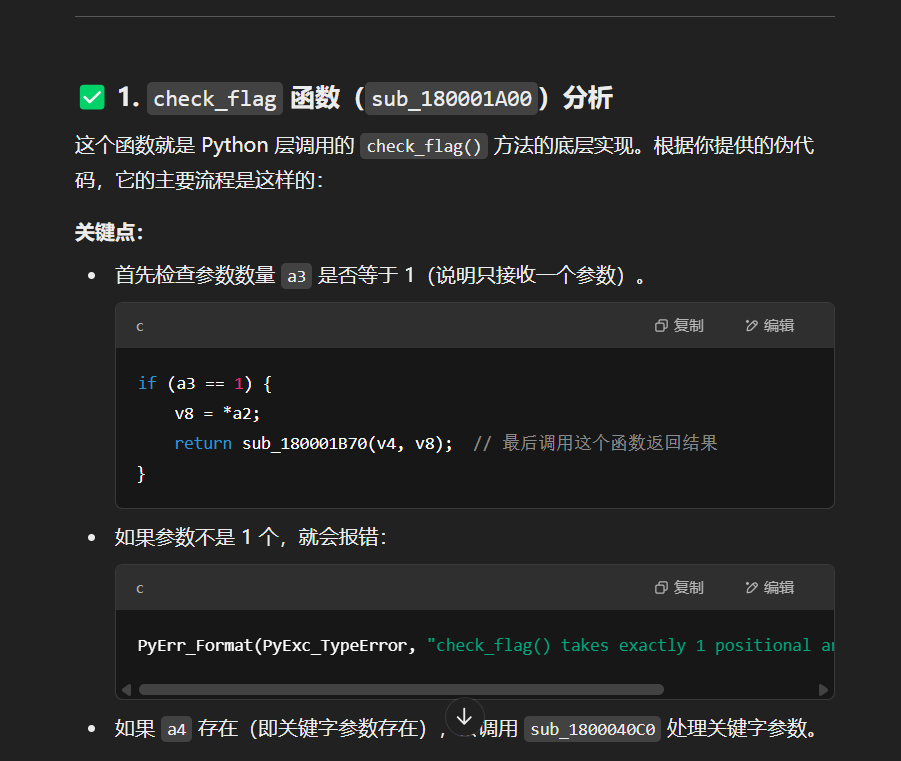 1. check_flag 函数（sub_180001A00）分析
这个函数就是 Python 层调用的 check_flag() 方法的底层实现。根据你提供的伪代
码，它的主要流程是这样的：
关键点：
首先检查参数数量 a3 是否等于 1（说明只接收一个参数）。
c 复制 编辑
if (a3 == 1) {
v8 = *a2;
return sub_180001B70(v4, v8); // 最后调用这个函数返回结果
}
如果参数不是 1 个，就会报错：
c 复制 编辑
PyErr_Format(PyExc_TypeError, "check_flag() takes exactly 1 positional
如果 a4 存在（即关键字参数存在），调用 sub_1800040C0 处理关键字参数。